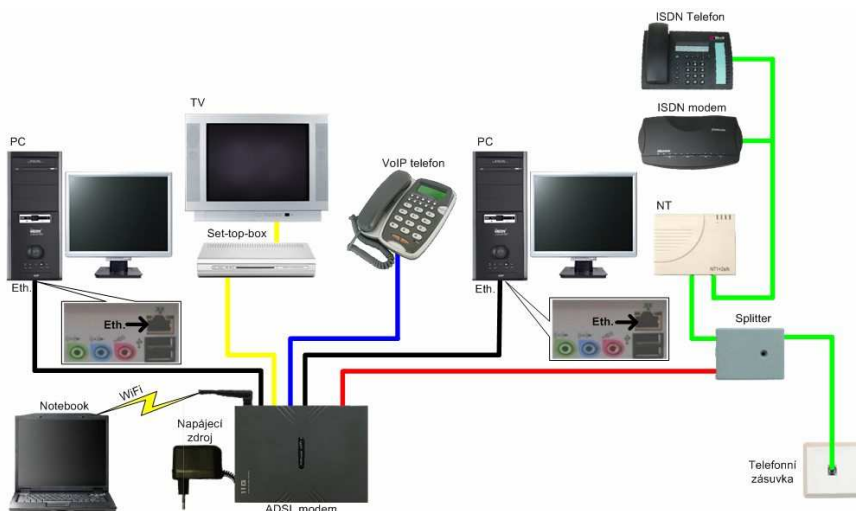 ISDN Telefon
TV
ISDN modem
PC
PC
VoIP telefon
NT
Set-top-box
Eth.
Eth.
Eth.
Eth.
Splitter
WiFi
Notebook
Napájecí
zdroj
Telefonní
zásuvka
ADSL modem